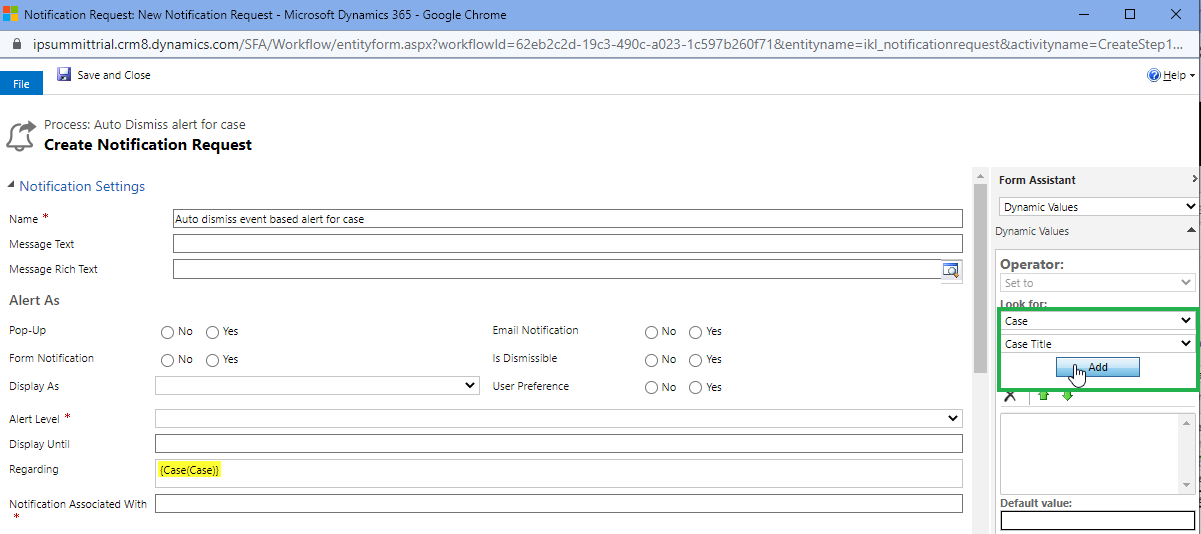 Notification Request: New Notification Request - Microsoft Dynamics 365 - Google Chrome
ipsummittrial.crm8.dynamics.com/SFA/Workflow/entityform.aspx?workflowId=62eb2c2d-19c3-490c-a023-1c597b260f71&entityname=ikl_notificationrequest&activityname=CreateStep1...
File
Save and Close
Help
Process: Auto Dismiss alert for case
Create Notification Request
Notification Settings
Name *
Auto dismiss event based alert for case
Message Text
Message Rich Text
Alert As
Pop-Up
No
Yes
Email Notification
No
Yes
Form Notification
No
Yes
Is Dismissible
No
Yes
Display As
User Preference
No
Yes
Alert Level *
Display Until
Regarding
{Case(Case)}
Notification Associated With
*
Form Assistant
Dynamic Values
Dynamic Values
Operator:
Set to
Look for:
Case
Case Title
Add
Default value: